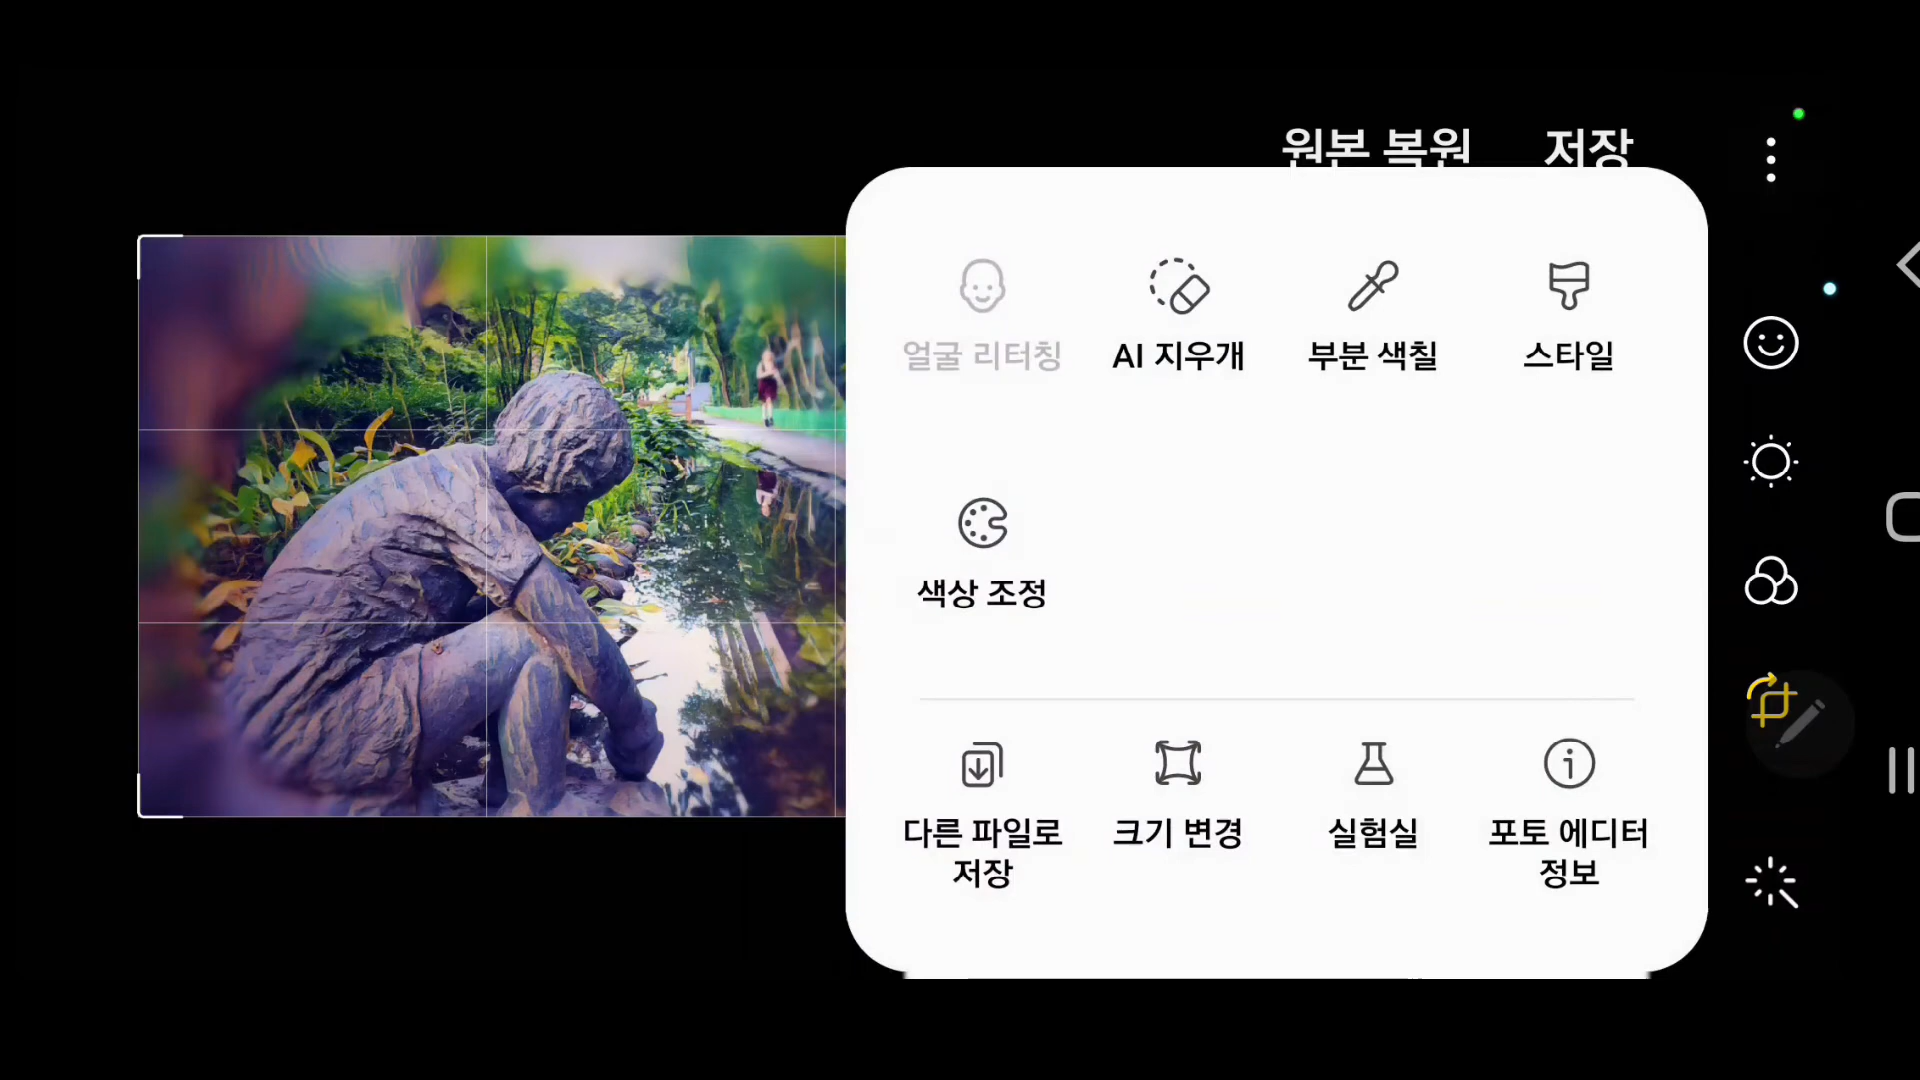 원본 복원 저장
얼굴 리터칭 AI 지우개 부분 색칠 스타일
색상 조정
다른 파일로 저장
크기 변경
실험실
포토 에디터 정보